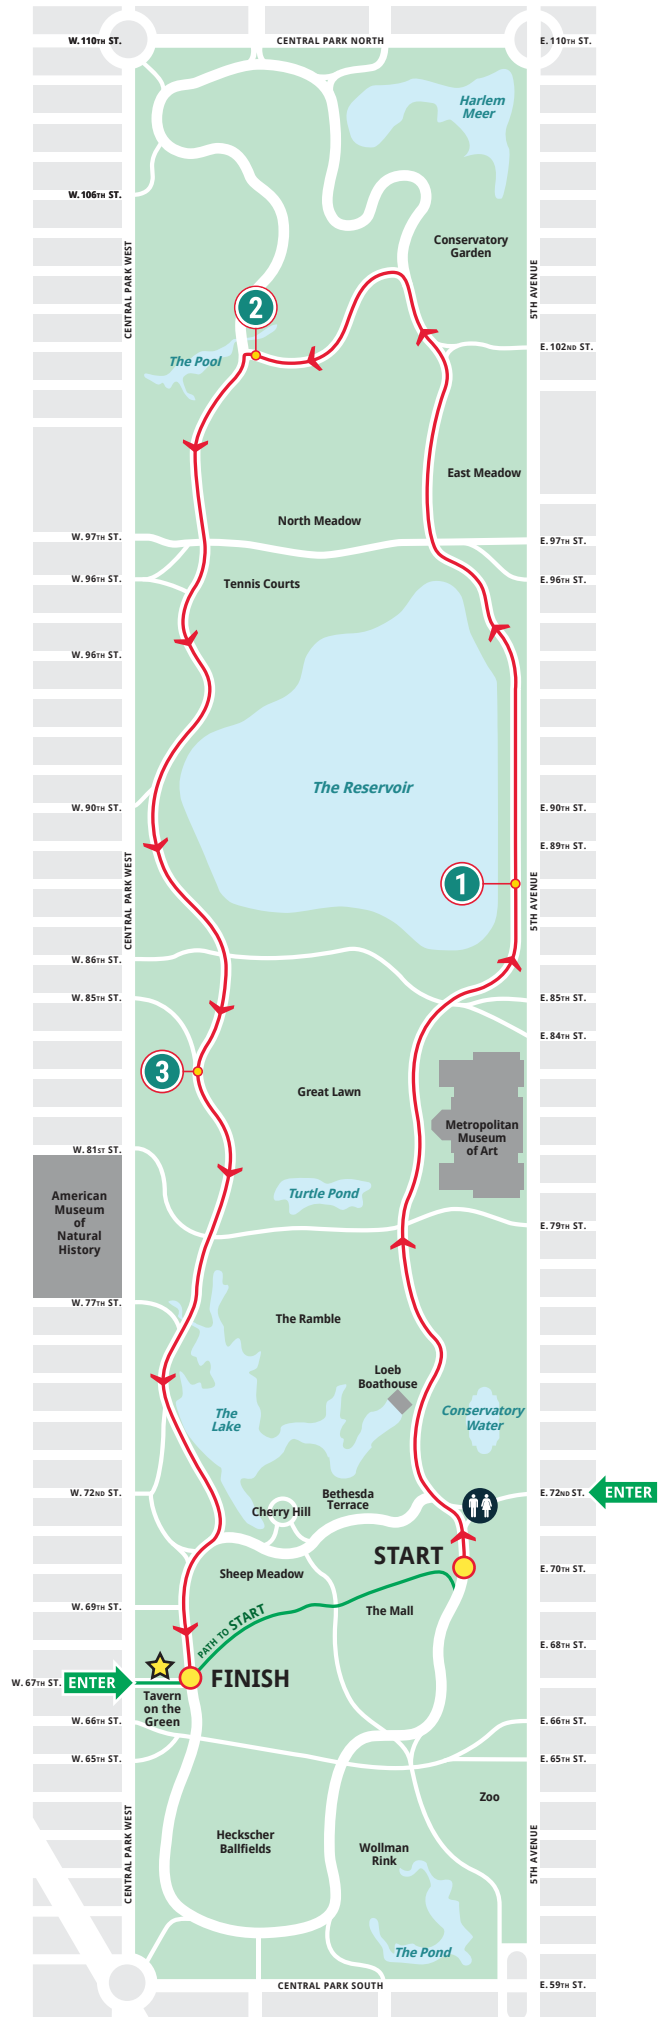 W. 110TH ST.
CENTRAL PARK NORTH
E. 110TH ST.
Harlem
Meer
W. 106TH ST.
Conservatory
Garden
CENTRAL PARK WEST
5TH AVENUE
2
The Pool
E. 102ND ST.
East Meadow
North Meadow
W. 97TH ST.
E. 97TH ST.
W. 96TH ST.
Tennis Courts
E. 96TH ST.
W. 96TH ST.
The Reservoir
W. 90TH ST.
E. 90TH ST.
E. 89TH ST.
1
CENTRAL PARK WEST
5TH AVENUE
W. 86TH ST.
W. 85TH ST.
E. 85TH ST.
E. 84TH ST.
3
Great Lawn
Metropolitan
Museum
of Art
W. 81ST ST.
American
Museum
of
Natural
History
Turtle Pond
E. 79TH ST.
W. 77TH ST.
The Ramble
Loeb
Boathouse
The
Lake
Conservatory
Water
W. 72ND ST.
Bethesda
Terrace
E. 72ND ST.
ENTER
Cherry Hill
START
Sheep Meadow
E. 70TH ST.
W. 69TH ST.
PATH TO START
The Mall
E. 68TH ST.
W. 67TH ST.
ENTER
FINISH
Tavern
on the
Green
W. 66TH ST.
E. 66TH ST.
W. 65TH ST.
E. 65TH ST.
Zoo
CENTRAL PARK WEST
Heckscher
Ballfields
Wollman
Rink
5TH AVENUE
The Pond
CENTRAL PARK SOUTH
E. 59TH ST.